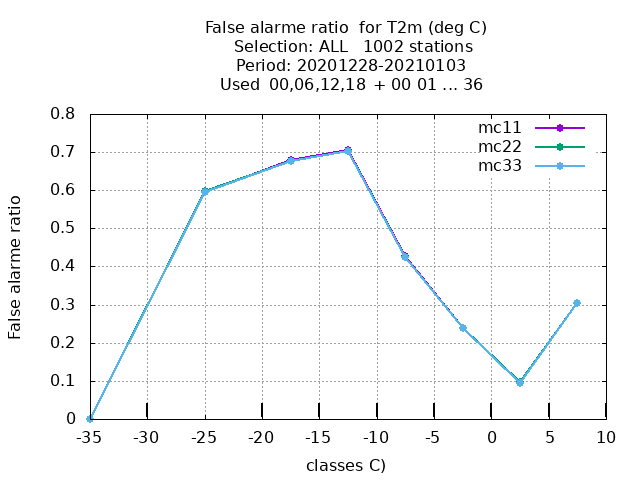 False alarme ratio  for T2m (deg C)
Selection: ALL   1002 stations
Period: 20201228-20210103
Used  00,06,12,18  + 00 01 ... 36
mc11
mc22
mc33
0.8
0.7
0.6
0.5
0.4
0.3
0.2
0.1
0
False alarme ratio
-35 -30 -25 -20 -15 -10 -5 0 5 10
classes C)